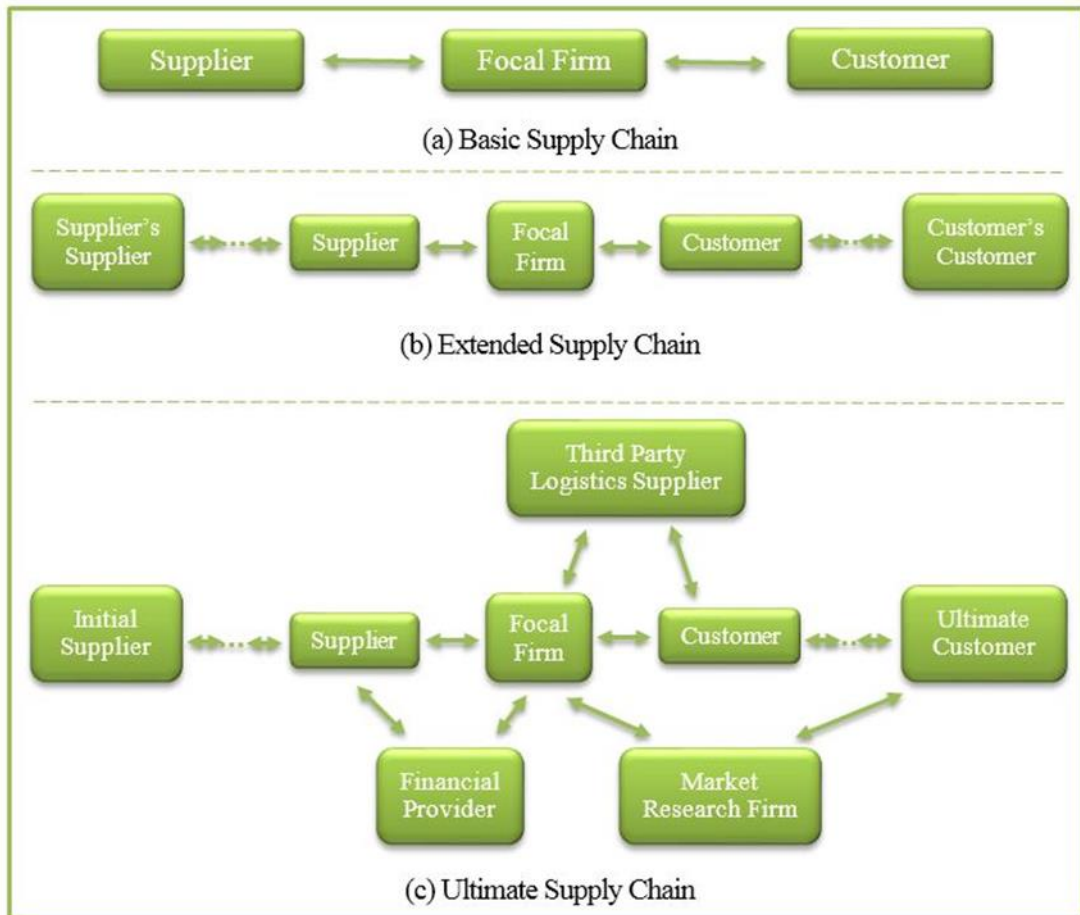 Supplier
Focal Firm
Customer
(a) Basic Supply Chain
Supplier’s
Supplier
Supplier
Focal
Firm
Customer
Customer’s
Customer
(b) Extended Supply Chain
Third Party
Logistics Supplier
Initial
Supplier
Supplier
Focal
Firm
Customer
Ultimate
Customer
Financial
Provider
Market
Research Firm
(c) Ultimate Supply Chain